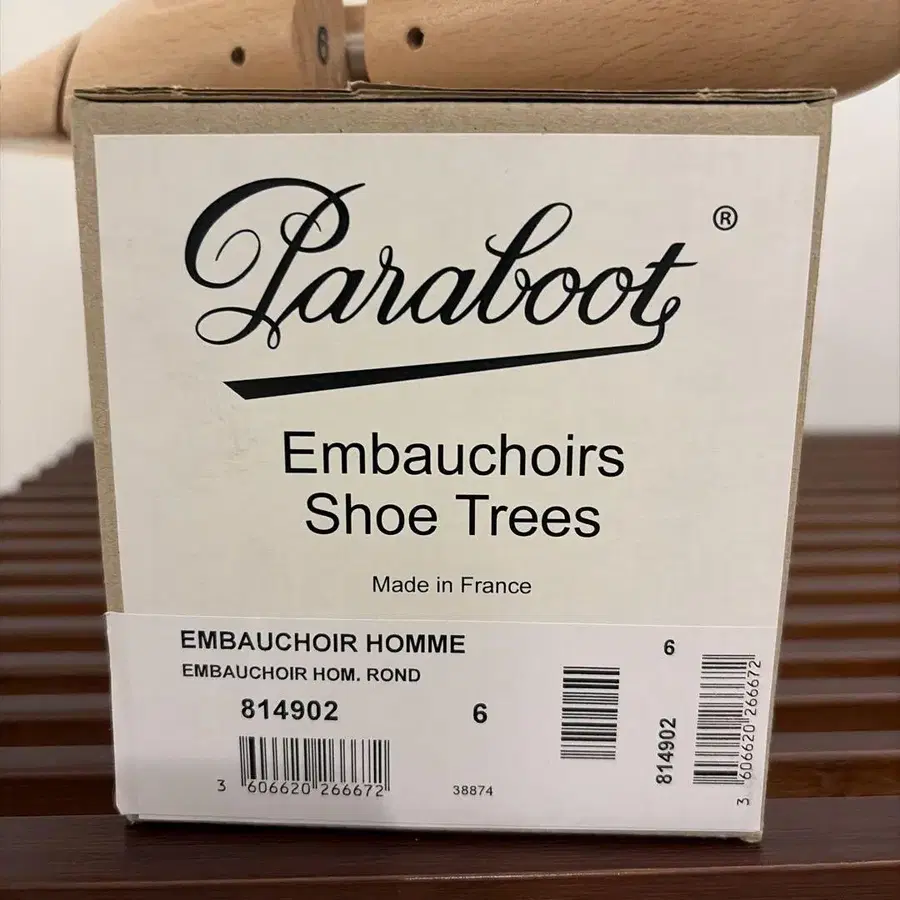 6
Paraboot ®
Embauchoirs
Shoe Trees
Made in France
EMBAUCHOIR HOMME
EMBAUCHOIR HOM. ROND
814902 6
3 606620 266672
38874
6
814902
3 606620 266672